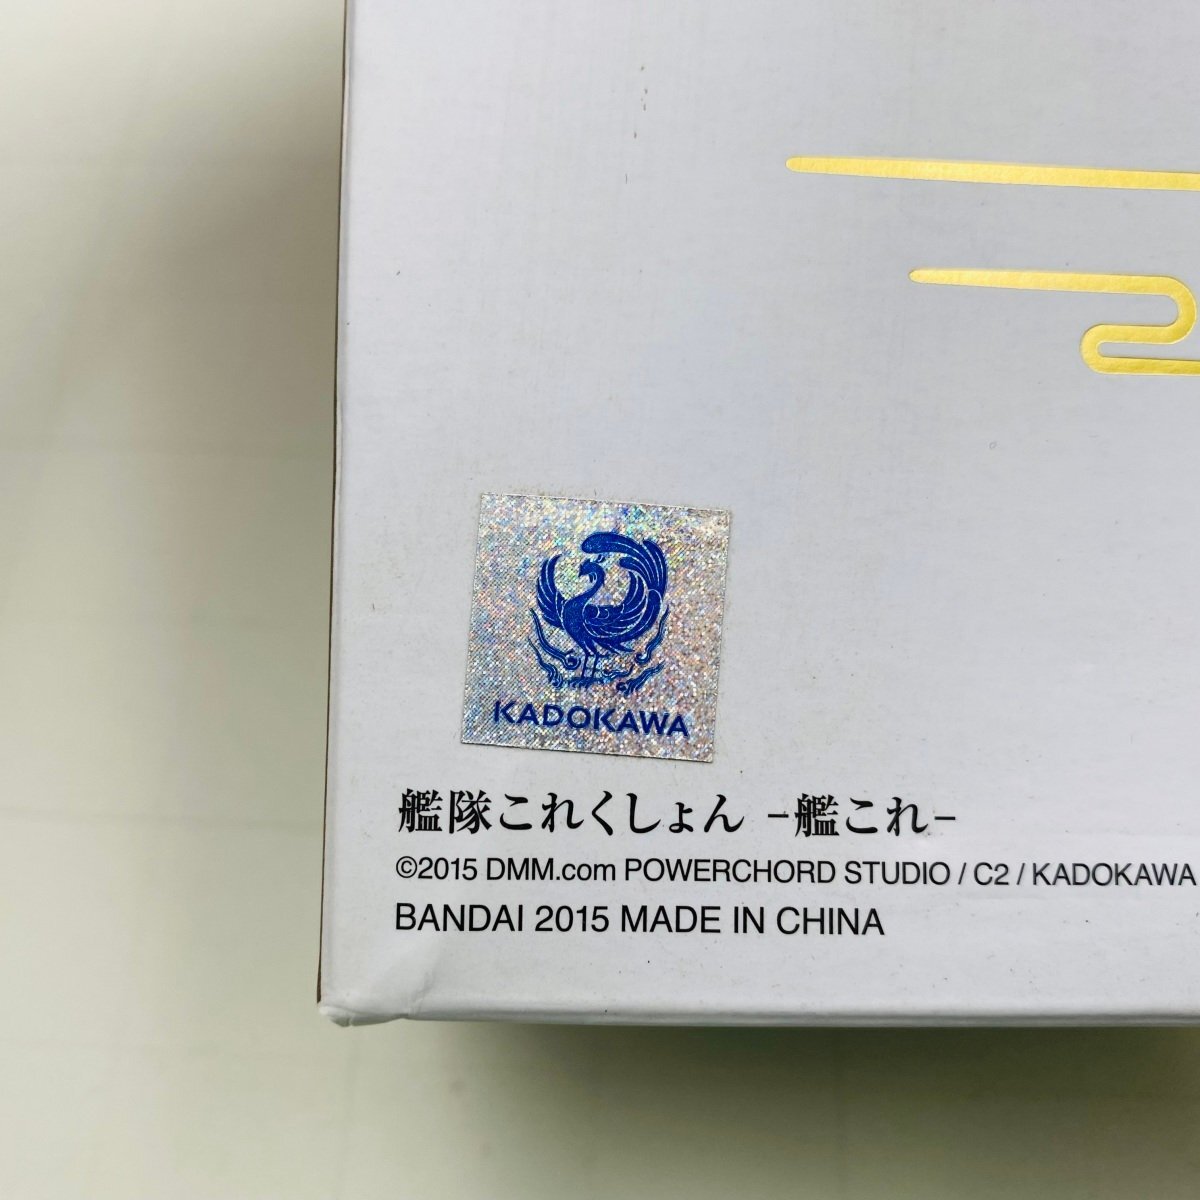 KADOKAWA
艦隊これくしょん -艦これ-
©2015 DMM.com POWERCHORD STUDIO / C2 / KADOKAWA
BANDAI 2015 MADE IN CHINA